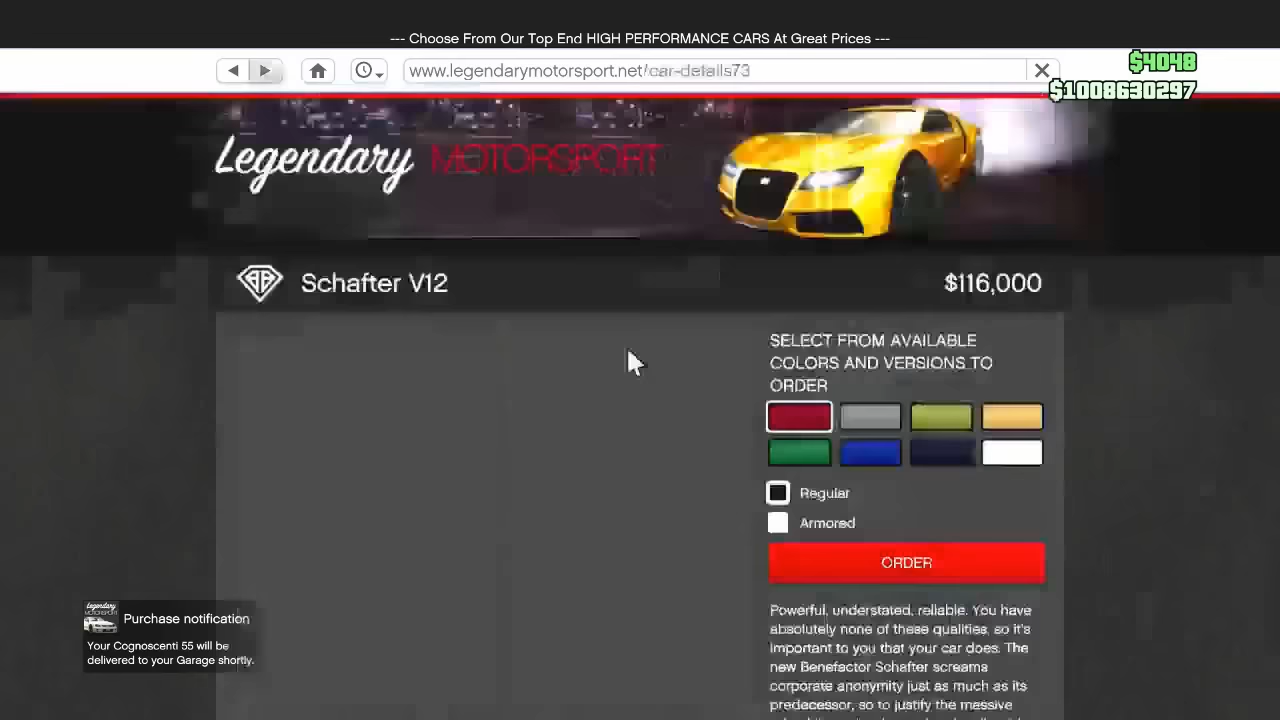 --- Choose From Our Top End HIGH PERFORMANCE CARS At Great Prices ---
www.legendarymotorsport.net/car-details73
$4048
$1008630297
Legendary MOTORSPORT
Schafter V12
$116,000
SELECT FROM AVAILABLE
COLORS AND VERSIONS TO
ORDER
Regular
Armored
ORDER
Powerful, understated, reliable. You have
absolutely none of these qualities, so it's
important to you that your car does. The
new Benefactor Schafter screams
corporate anonymity just as much as its
predecessor, so to justify the massive
Legendary
MOTORSPORT
Purchase notification
Your Cognoscenti 55 will be
delivered to your Garage shortly.